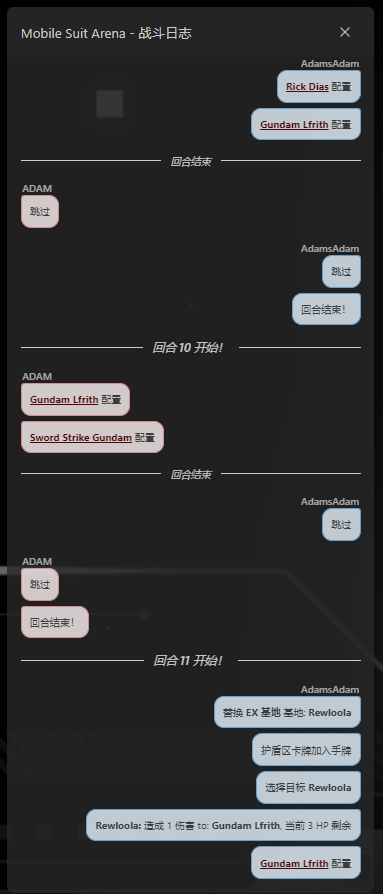 Mobile Suit Arena - 战斗日志
AdamsAdam
Rick Dias 配置
Gundam Lfrith 配置
回合结束
ADAM
跳过
AdamsAdam
跳过
回合结束!
回合 10 开始!
ADAM
Gundam Lfrith 配置
Sword Strike Gundam 配置
回合结束
AdamsAdam
跳过
ADAM
跳过
回合结束!
回合 11 开始!
AdamsAdam
替换 EX 基地 基地: Rewloola
护盾区卡牌加入手牌
选择目标 Rewloola
Rewloola: 造成 1 伤害 to: Gundam Lfrith, 当前 3 HP 剩余
Gundam Lfrith 配置